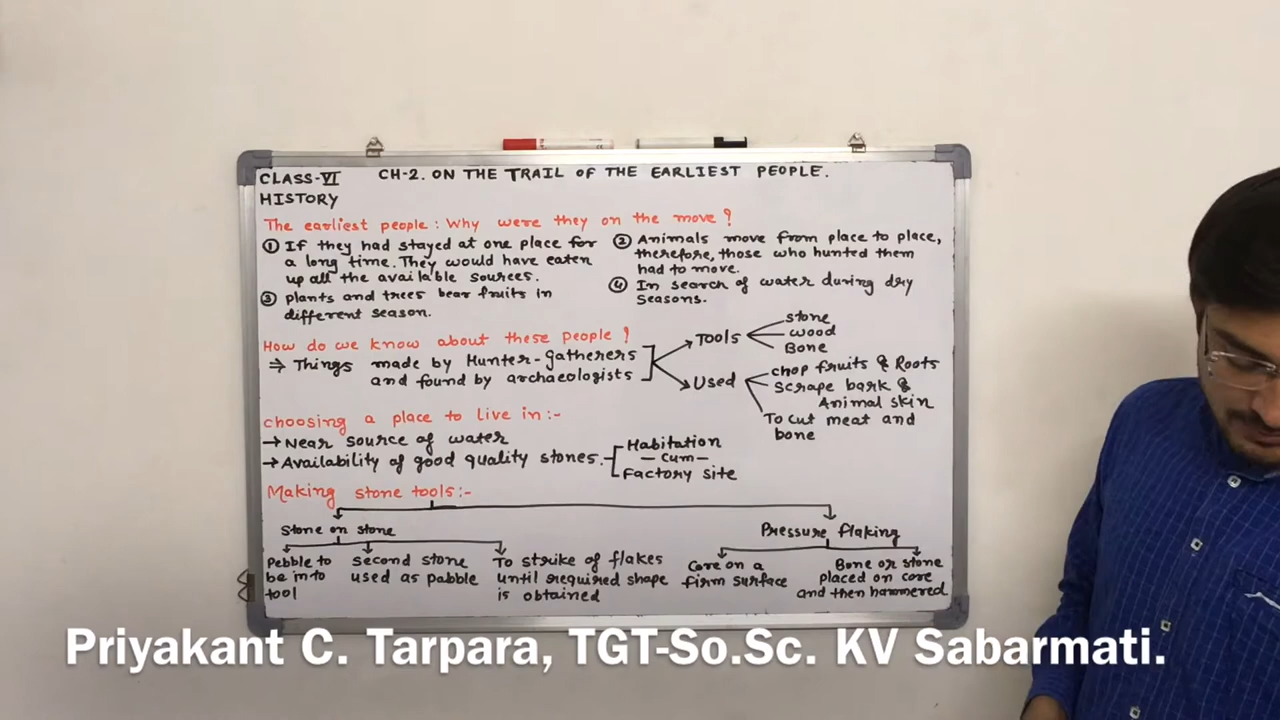 CLASS-VI
HISTORY
CH-2. ON THE TRAIL OF THE EARLIEST PEOPLE.
The earliest people: Why were they on the move?
① If they had stayed at one place for
a long time. They would have eaten
up all the available sources.
② Animals move from place to place,
therefore, those who hunted them
had to move.
③ plants and trees bear fruits in
different season.
④ In search of water during dry
seasons.
How do we know about these people?
⇒ Things made by Hunter-gatherers
and found by archaeologists
Tools
stone
wood
Bone
Used
chop fruits & Roots
Scrape bark &
Animal skin
To cut meat and
bone
choosing a place to live in:-
→ Near source of water
→ Availability of good quality stones.
Habitation
— Cum —
Factory site
Making stone tools:-
Stone on stone
Pebble to
be in to
tool
second stone
used as pabble
To strike of flakes
until required shape
is obtained
Pressure flaking
Core on a
firm surface
Bone or stone
placed on core
and then hammered
Priyakant C. Tarpara, TGT-So.Sc. KV Sabarmati.